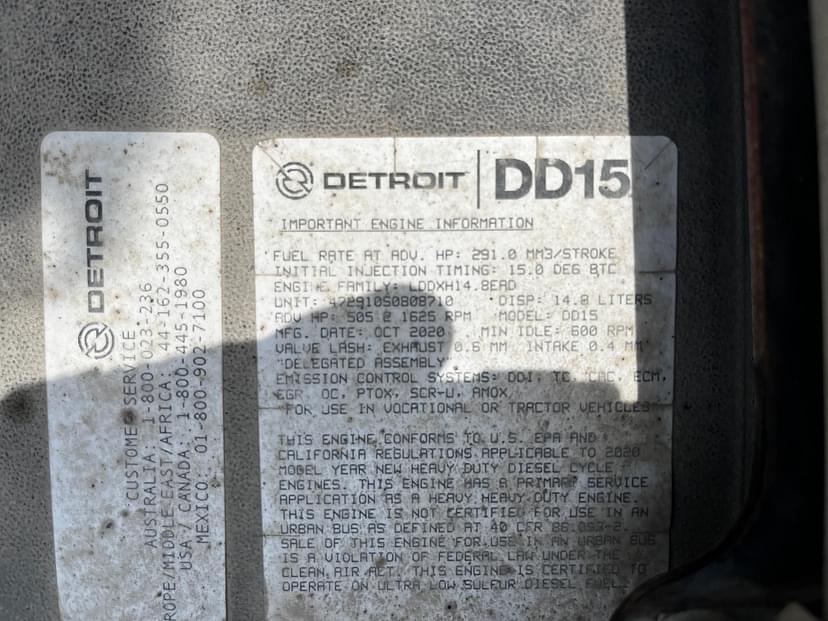 DETROIT
CUSTOMER SERVICE
AUSTRALIA: 1-800-023-236
ROPE/MIDDLE EAST/AFRICA: 44-162-355-0550
USA / CANADA: 1-800-445-1980
MEXICO: 01-800-902-7100
DETROIT DD15
IMPORTANT ENGINE INFORMATION
FUEL RATE AT ADV. HP: 291.0 MM3/STROKE
INITIAL INJECTION TIMING: 15.0 DEG BTC
ENGINE FAMILY: LDDXH14.8EAD
UNIT: 472910S0808710 DISP: 14.8 LITERS
ADV HP: 505 @ 1625 RPM MODEL: DD15
MFG. DATE: OCT 2020 MIN IDLE: 600 RPM
VALVE LASH: EXHAUST 0.6 MM INTAKE 0.4 MM
"DELEGATED ASSEMBLY"
EMISSION CONTROL SYSTEMS: DDI, TC, CAC, ECM,
EGR, OC, PTOX, SCR-U, AMOX
FOR USE IN VOCATIONAL OR TRACTOR VEHICLES
THIS ENGINE CONFORMS TO U.S. EPA AND
CALIFORNIA REGULATIONS APPLICABLE TO 2020
MODEL YEAR NEW HEAVY DUTY DIESEL CYCLE
ENGINES. THIS ENGINE HAS A PRIMARY SERVICE
APPLICATION AS A HEAVY HEAVY-DUTY ENGINE.
THIS ENGINE IS NOT CERTIFIED FOR USE IN AN
URBAN BUS AS DEFINED AT 40 CFR 86.093-2.
SALE OF THIS ENGINE FOR USE IN AN URBAN BUS
IS A VIOLATION OF FEDERAL LAW UNDER THE
CLEAN AIR ACT. THIS ENGINE IS CERTIFIED TO
OPERATE ON ULTRA LOW SULFUR DIESEL FUEL.